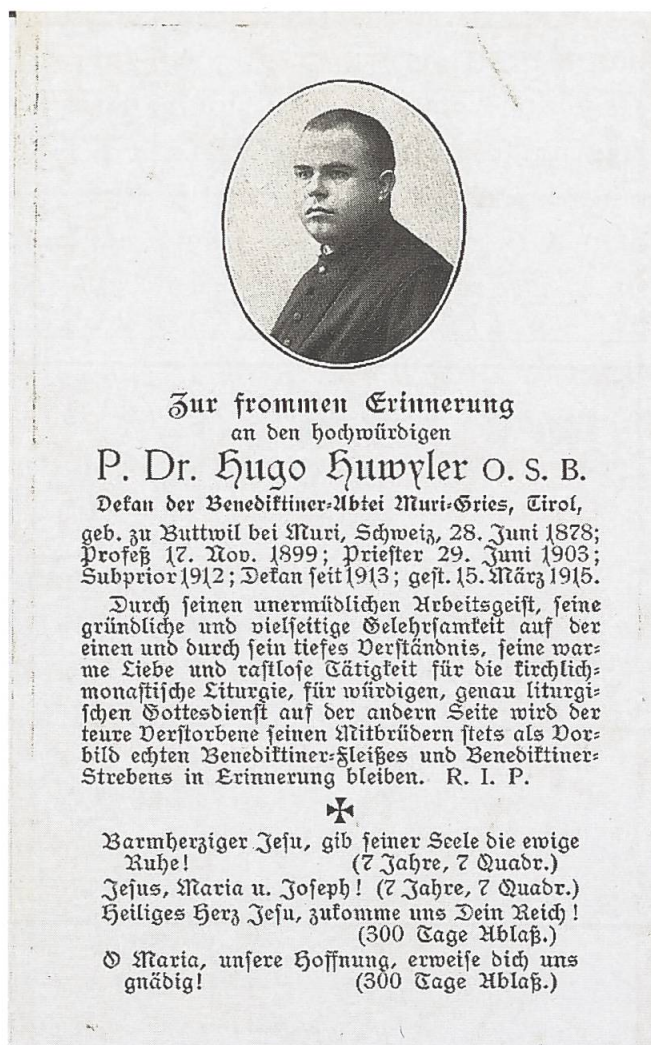 Zur frommen Erinnerung
an den hochwürdigen
P. Dr. Hugo Huwyler O. S. B.
Dekan der Benediktiner-Abtei Muri-Gries, Tirol,
geb. zu Buttwil bei Muri, Schweiz, 28. Juni 1878;
Profeß 17. Nov. 1899; Priester 29. Juni 1903;
Subprior 1912; Dekan seit 1913; gest. 15. März 1915.
Durch seinen unermüdlichen Arbeitsgeist, seine
gründliche und vielseitige Gelehrsamkeit auf der
einen und durch sein tiefes Verständnis, seine war-
me Liebe und rastlose Tätigkeit für die kirchlich-
monastische Liturgie, für würdigen, genau liturgi-
schen Gottesdienst auf der andern Seite wird der
teure Verstorbene seinen Mitbrüdern stets als Vor-
bild echten Benediktiner-Fleißes und Benediktiner-
Strebens in Erinnerung bleiben. R. I. P.
Barmherziger Jesu, gib seiner Seele die ewige
Ruhe! (7 Jahre, 7 Quadr.)
Jesus, Maria u. Joseph! (7 Jahre, 7 Quadr.)
Heiliges Herz Jesu, zukomme uns Dein Reich!
(300 Tage Ablaß.)
O Maria, unsere Hoffnung, erweise dich uns
gnädig! (300 Tage Ablaß.)